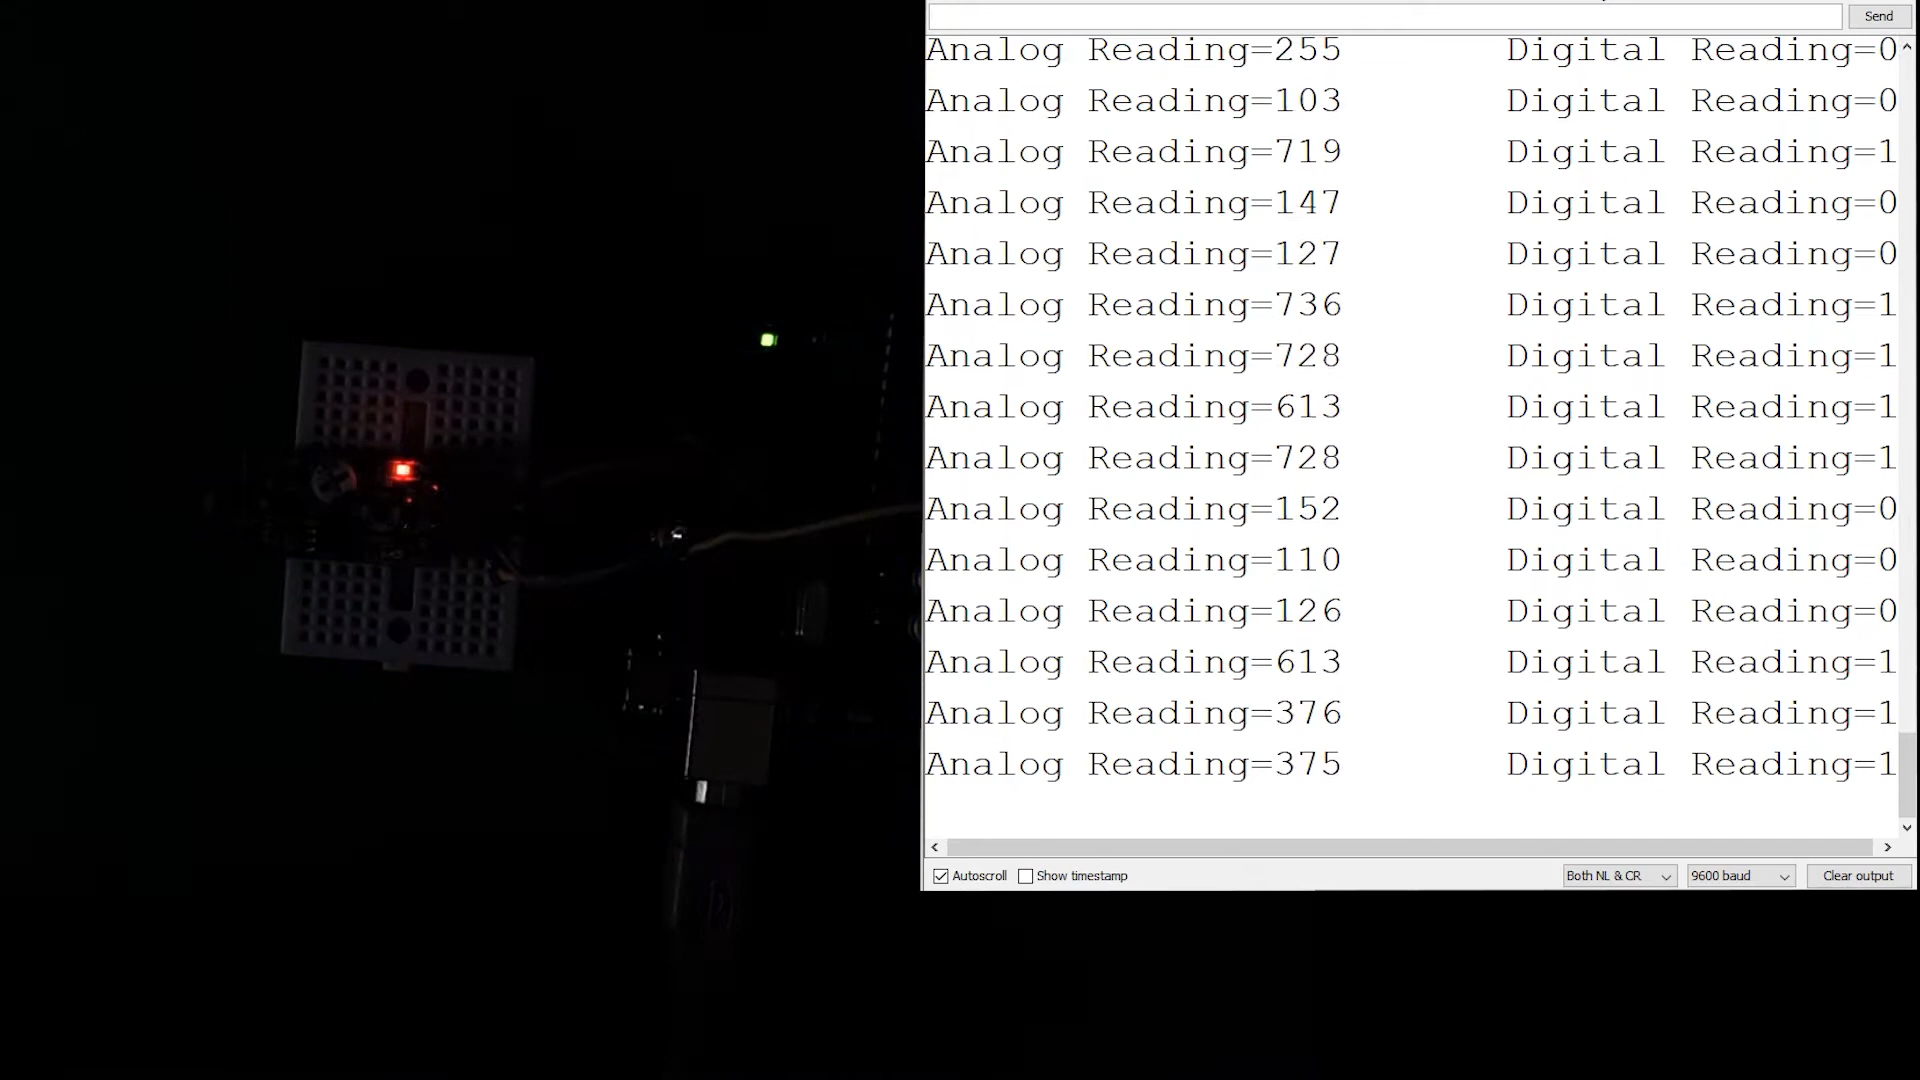 Send
Analog Reading=255 Digital Reading=0
Analog Reading=103 Digital Reading=0
Analog Reading=719 Digital Reading=1
Analog Reading=147 Digital Reading=0
Analog Reading=127 Digital Reading=0
Analog Reading=736 Digital Reading=1
Analog Reading=728 Digital Reading=1
Analog Reading=613 Digital Reading=1
Analog Reading=728 Digital Reading=1
Analog Reading=152 Digital Reading=0
Analog Reading=110 Digital Reading=0
Analog Reading=126 Digital Reading=0
Analog Reading=613 Digital Reading=1
Analog Reading=376 Digital Reading=1
Analog Reading=375 Digital Reading=1
Autoscroll Show timestamp Both NL & CR 9600 baud Clear output